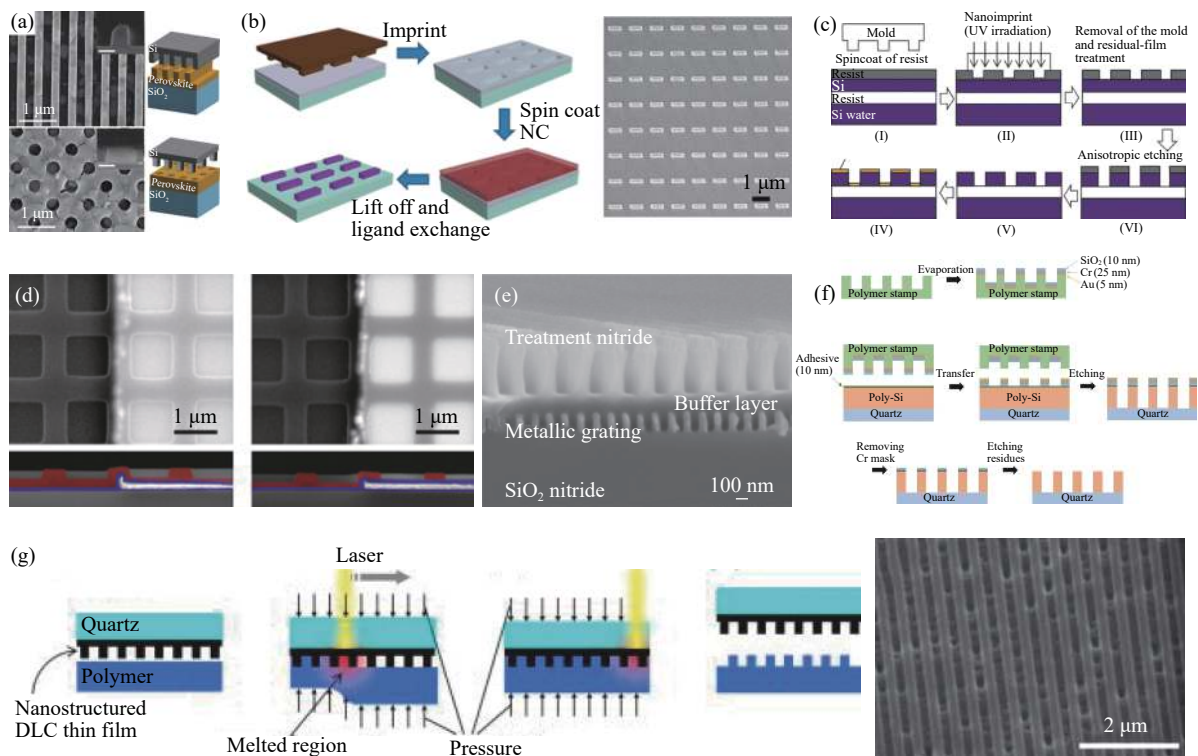 (a)
1 μm
Si
Perovskite
SiO₂
1 μm
Si
Perovskite
SiO₂
(b)
Imprint
Spin coat
NC
Lift off and
ligand exchange
1 μm
(c)
Mold
Spincoat of resist
Resist
Si
Resist
Si water
(I)
Nanoimprint
(UV irradiation)
(II)
Removal of the mold
and residual-film
treatment
(III)
Anisotropic etching
(IV)
(V)
(VI)
(d)
1 μm
1 μm
(e)
Treatment nitride
Buffer layer
Metallic grating
SiO₂ nitride
100 nm
(f)
Polymer stamp
Evaporation
Polymer stamp
SiO₂ (10 nm)
Cr (25 nm)
Au (5 nm)
Adhesive
(10 nm)
Polymer stamp
Poly-Si
Quartz
Transfer
Polymer stamp
Poly-Si
Quartz
Etching
Quartz
Removing
Cr mask
Quartz
Etching
residues
Quartz
(g)
Quartz
Polymer
Nanostructured
DLC thin film
Laser
Melted region
Pressure
2 μm